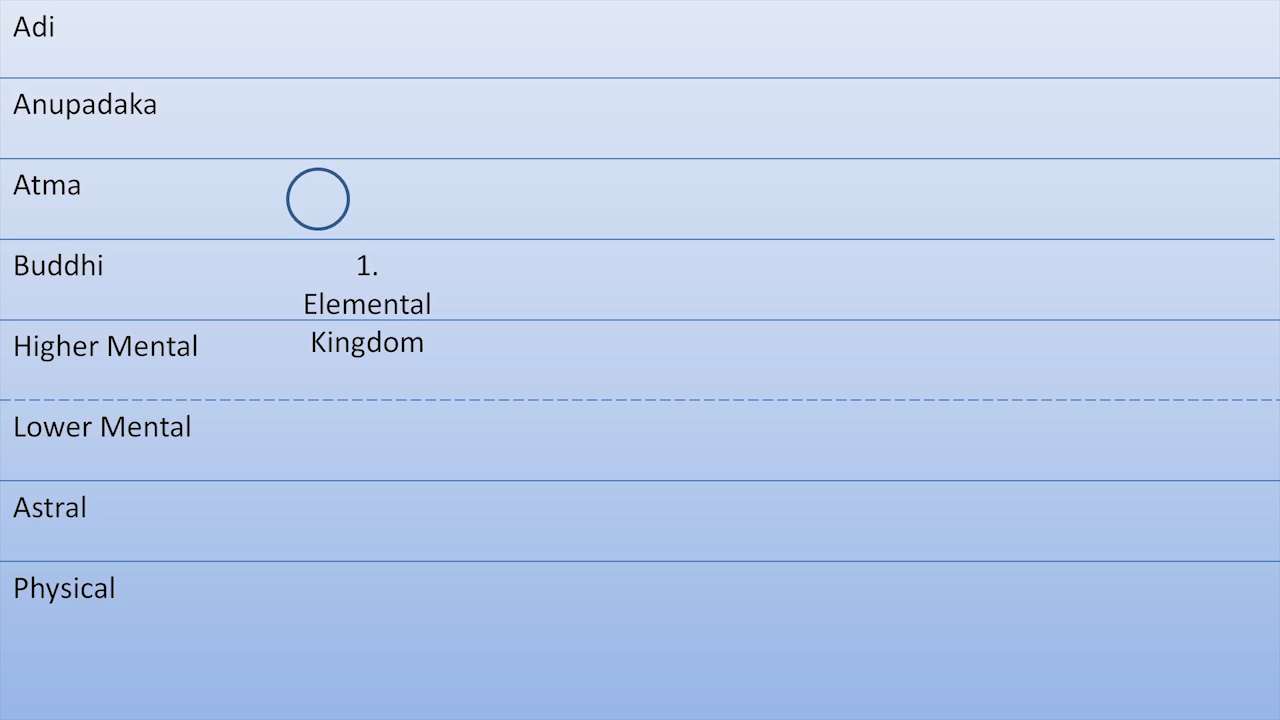 Adi
Anupadaka
Atma
Buddhi
1.
Elemental
Kingdom
Higher Mental
Lower Mental
Astral
Physical